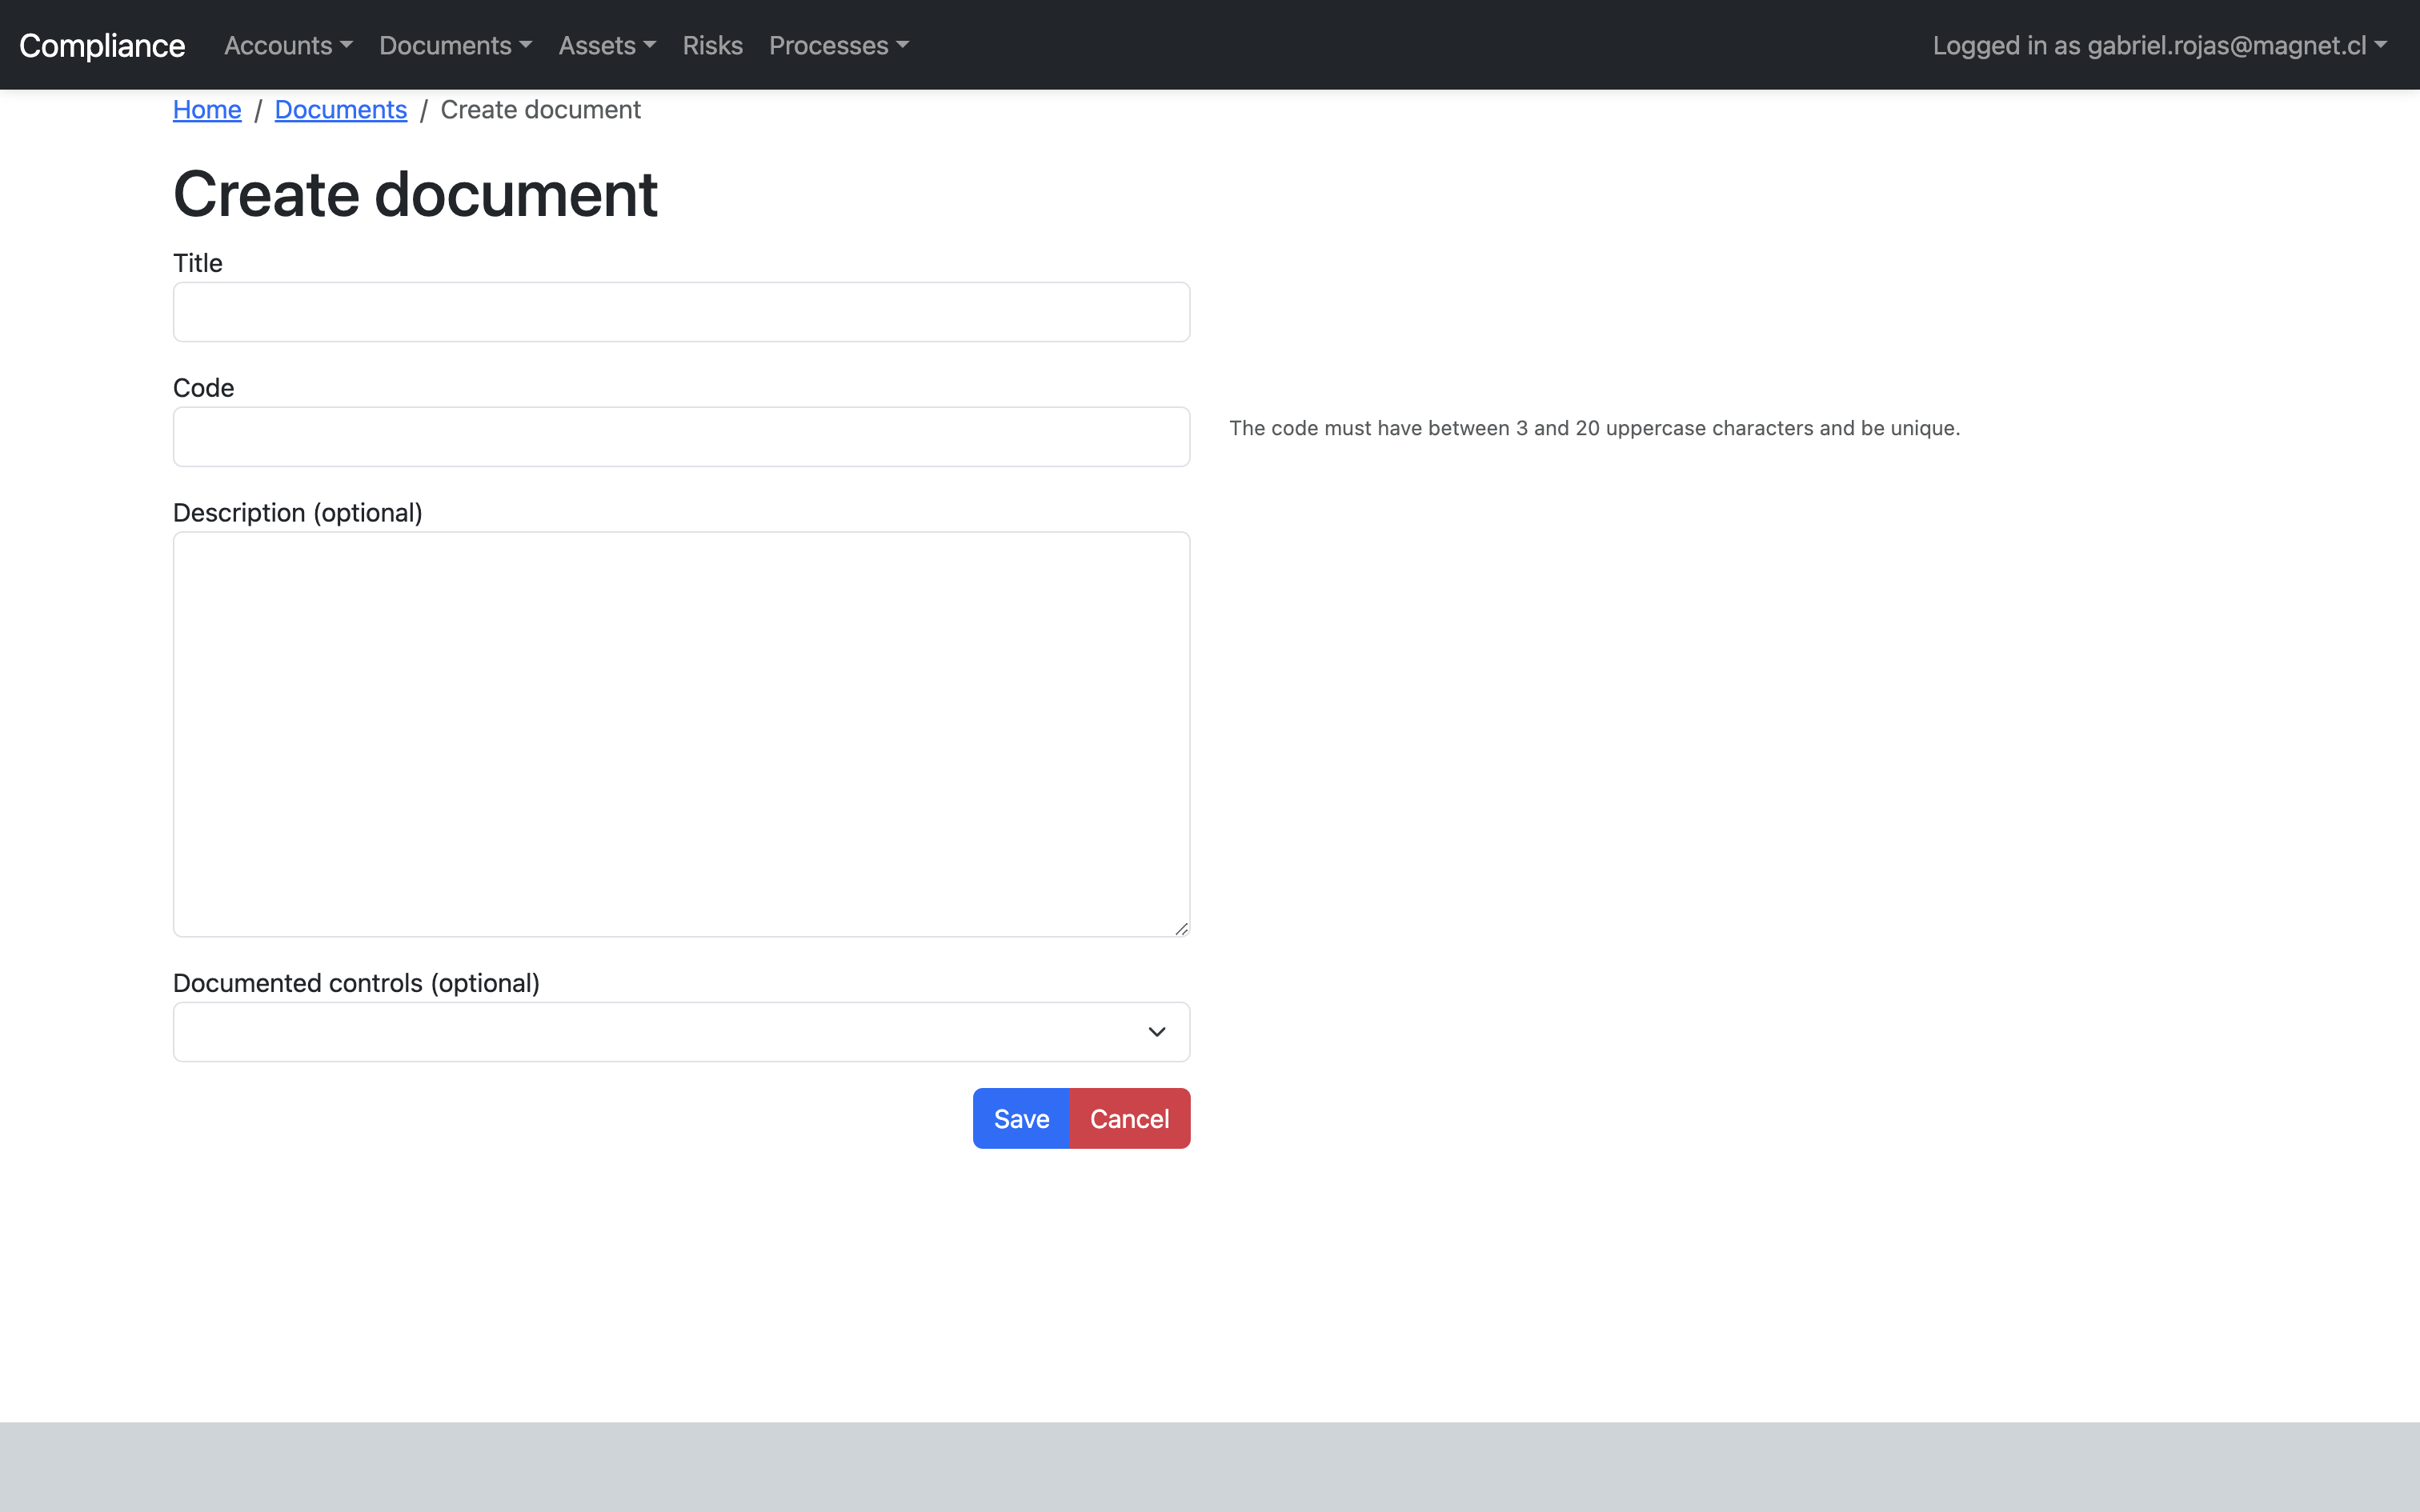 Compliance Accounts Documents Assets Risks Processes Logged in as gabriel.rojas@magnet.cl
Home / Documents / Create document
Create document
Title
Code
The code must have between 3 and 20 uppercase characters and be unique.
Description (optional)
Documented controls (optional)
Save Cancel